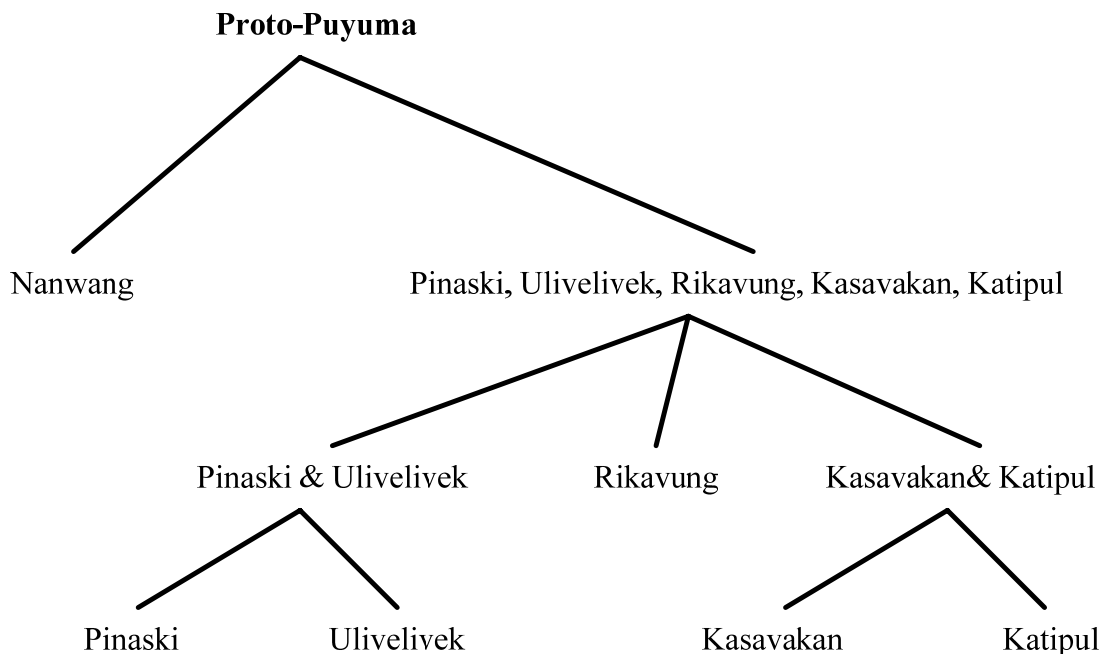 Proto-Puyuma
Nanwang
Pinaski, Ulivelivek, Rikavung, Kasavakan, Katipul
Pinaski & Ulivelivek
Rikavung
Kasavakan& Katipul
Pinaski
Ulivelivek
Kasavakan
Katipul